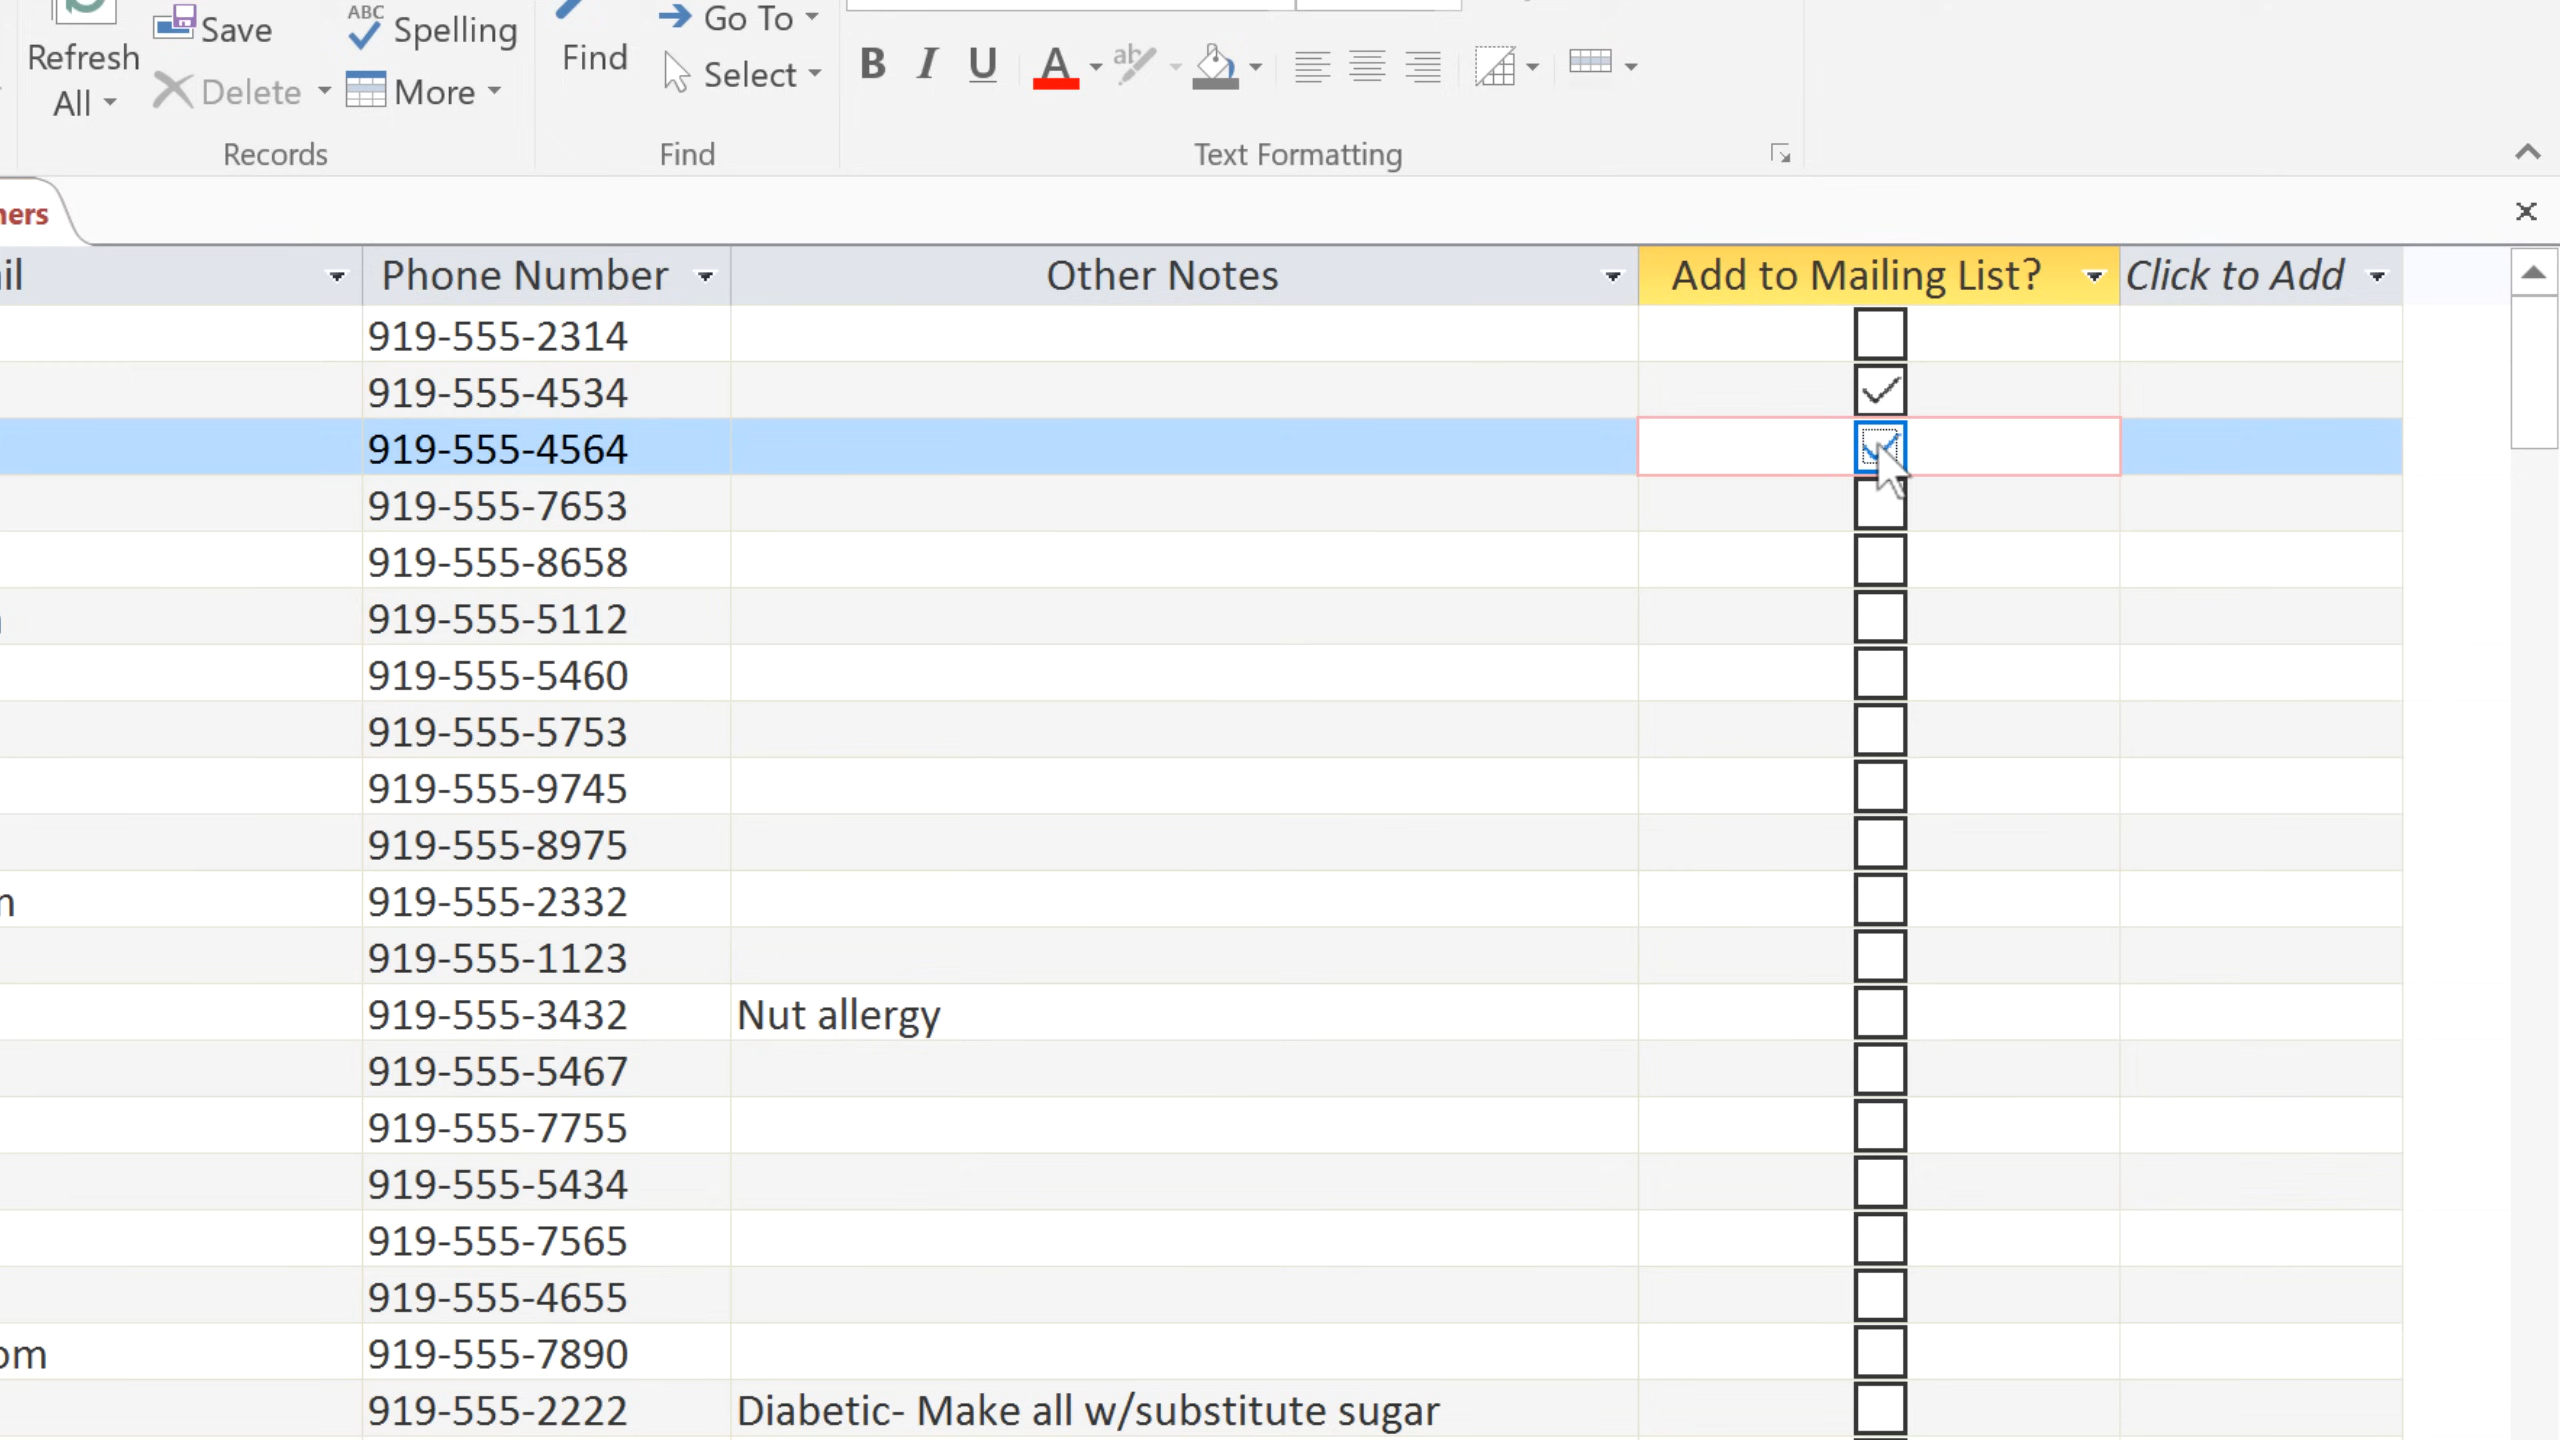 Save
ABC
Spelling
Go To
Refresh
All
Find
Select
B I U A ab
Delete
More
Records
Find
Text Formatting
ners
il
Phone Number
Other Notes
Add to Mailing List?
Click to Add
919-555-2314
919-555-4534
919-555-4564
919-555-7653
919-555-8658
919-555-5112
919-555-5460
919-555-5753
919-555-9745
919-555-8975
919-555-2332
919-555-1123
919-555-3432 Nut allergy
919-555-5467
919-555-7755
919-555-5434
919-555-7565
919-555-4655
om 919-555-7890
919-555-2222 Diabetic- Make all w/substitute sugar